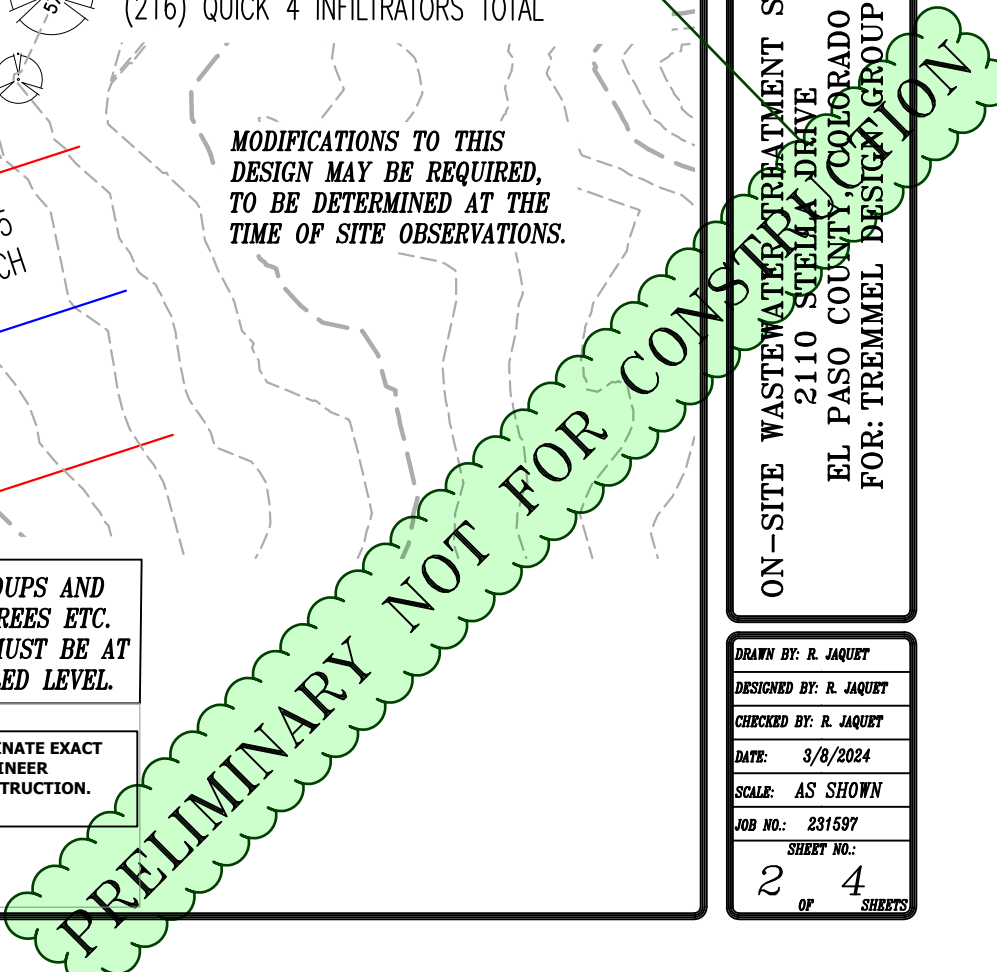 (216) QUICK 4 INFILTRATORS TOTAL
MODIFICATIONS TO THIS
DESIGN MAY BE REQUIRED,
TO BE DETERMINED AT THE
TIME OF SITE OBSERVATIONS.
5
CH
OUPS AND
REES ETC.
MUST BE AT
LED LEVEL.
INATE EXACT
INEER
TRUCTION.
PRELIMINARY NOT FOR CONSTRUCTION
ON-SITE WASTEWATER TREATMENT S
2110 STELLA DRIVE
EL PASO COUNTY, COLORADO
FOR: TREMMEL DESIGN GROUP
DRAWN BY: R. JAQUET
DESIGNED BY: R. JAQUET
CHECKED BY: R. JAQUET
DATE: 3/8/2024
SCALE: AS SHOWN
JOB NO.: 231597
SHEET NO.:
2 OF 4 SHEETS